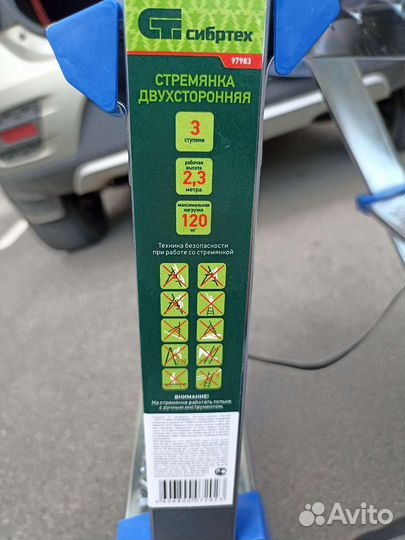 СТ сибртех
97983
СТРЕМЯНКА
ДВУХСТОРОННЯЯ
3
ступени
рабочая
высота
2,3
метра
максимальная
нагрузка
120
кг
Техника безопасности
при работе со стремянкой
ВНИМАНИЕ!
На стремянке работать только
с ручным инструментом.
Avito